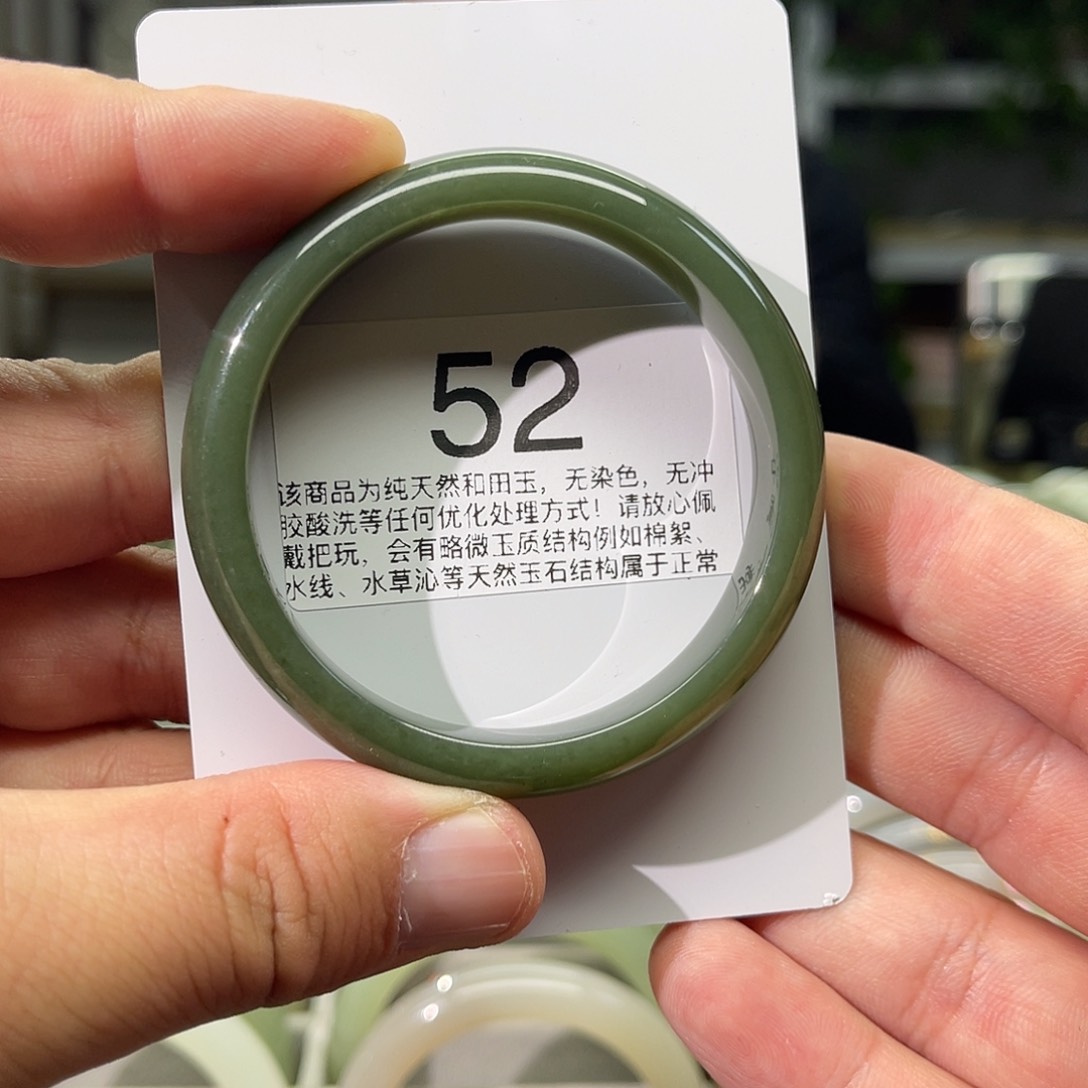 52
该商品为纯天然和田玉，无染色，无冲
胶酸洗等任何优化处理方式！请放心佩
戴把玩，会有略微玉质结构例如棉絮、
水线、水草沁等天然玉石结构属于正常